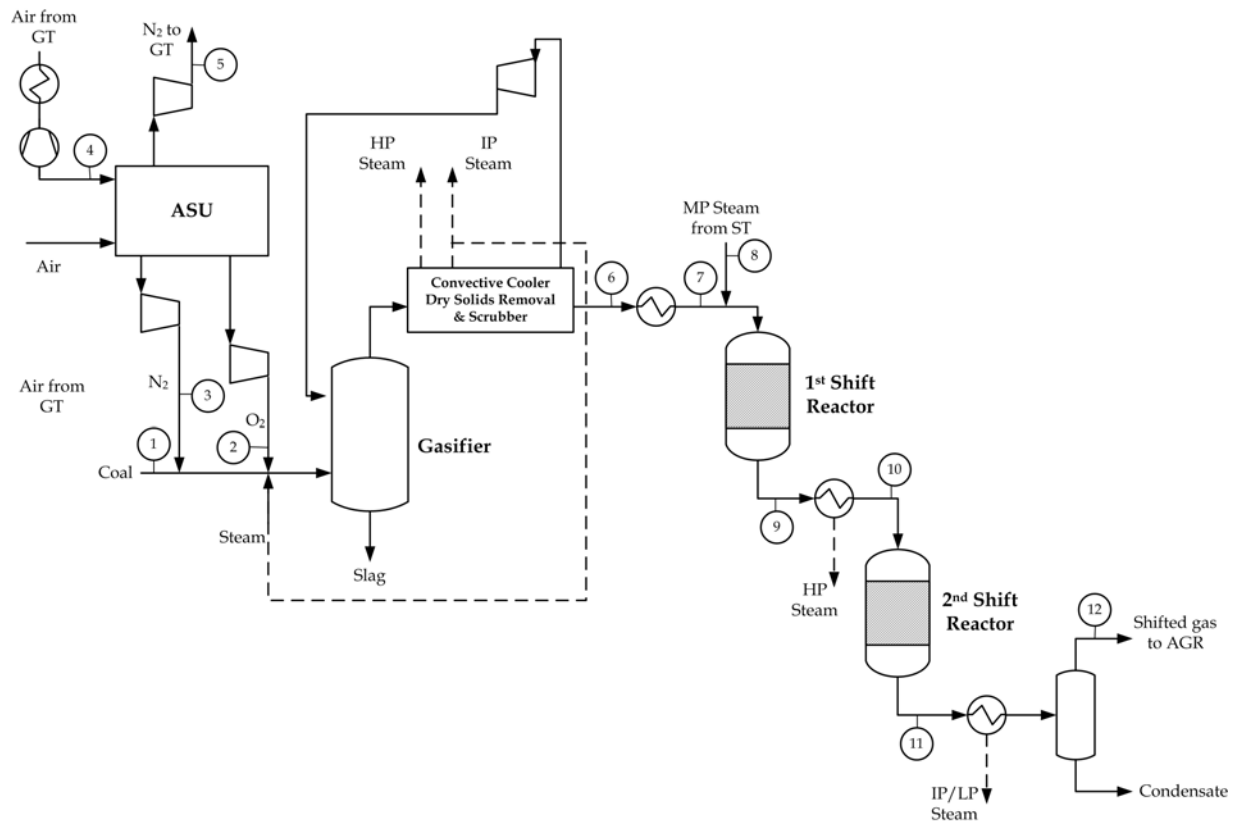 Air from
GT
N2 to
GT
5
4
ASU
Air
HP
Steam
IP
Steam
MP Steam
from ST
8
Convective Cooler
Dry Solids Removal
& Scrubber
6
7
1st Shift
Reactor
N2
3
Air from
GT
O2
2
1
Coal
Gasifier
Steam
Slag
9
10
HP
Steam
2nd Shift
Reactor
12
Shifted gas
to AGR
11
IP/LP
Steam
Condensate